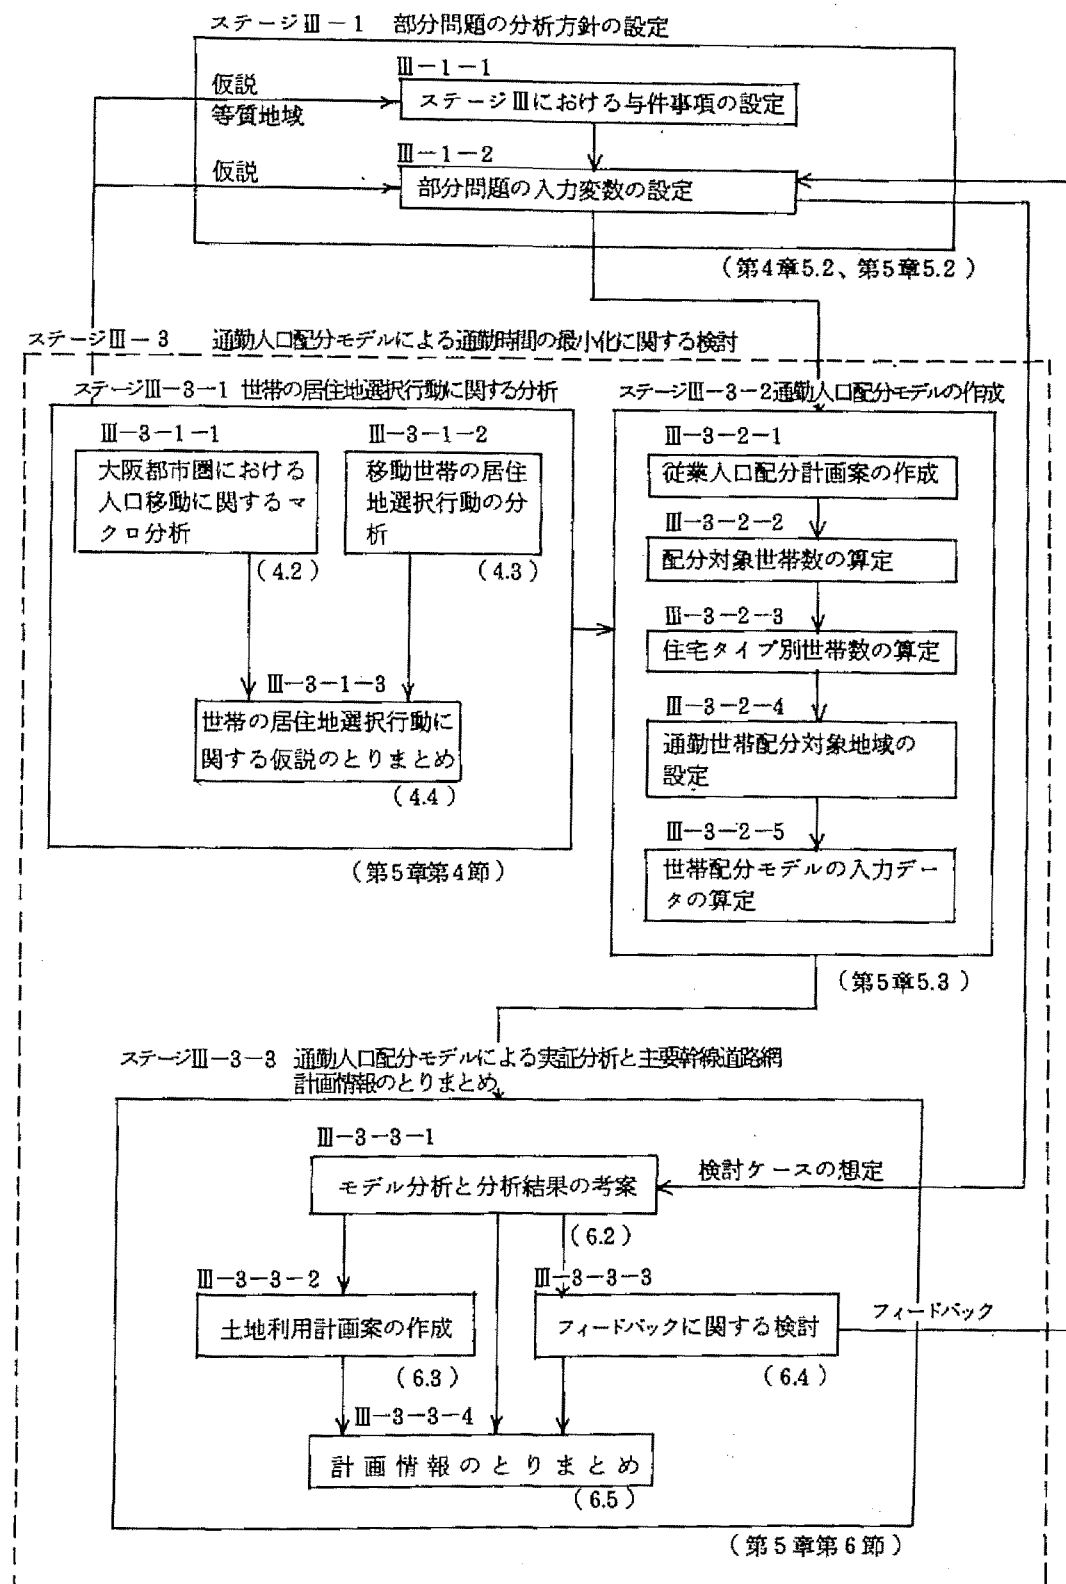 ステージⅢ－1 部分問題の分析方針の設定
Ⅲ－1－1
仮説
等質地域
ステージⅢにおける与件事項の設定
Ⅲ－1－2
仮説
部分問題の入力変数の設定
（第4章5.2、第5章5.2）
ステージⅢ－3 通勤人口配分モデルによる通勤時間の最小化に関する検討
ステージⅢ－3－1 世帯の居住地選択行動に関する分析
Ⅲ－3－1－1
大阪都市圏における
人口移動に関するマ
クロ分析
（4.2）
Ⅲ－3－1－2
移動世帯の居住
地選択行動の分
析
（4.3）
Ⅲ－3－1－3
世帯の居住地選択行動に
関する仮説のとりまとめ
（4.4）
（第5章第4節）
ステージⅢ－3－2通勤人口配分モデルの作成
Ⅲ－3－2－1
従業人口配分計画案の作成
Ⅲ－3－2－2
配分対象世帯数の算定
Ⅲ－3－2－3
住宅タイプ別世帯数の算定
Ⅲ－3－2－4
通勤世帯配分対象地域の
設定
Ⅲ－3－2－5
世帯配分モデルの入力デー
タの算定
（第5章5.3）
ステージⅢ－3－3 通勤人口配分モデルによる実証分析と主要幹線道路網
計画情報のとりまとめ
Ⅲ－3－3－1
モデル分析と分析結果の考案
検討ケースの想定
（6.2）
Ⅲ－3－3－2
土地利用計画案の作成
（6.3）
Ⅲ－3－3－3
フィードバックに関する検討
フィードバック
（6.4）
Ⅲ－3－3－4
計画情報のとりまとめ
（6.5）
（第5章第6節）